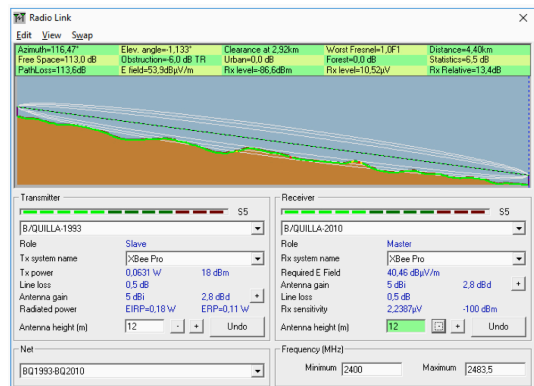 Radio Link
Edit View Swap
Azimuth=116,47° Elev. angle=-1,133° Clearance at 2,92km Worst Fresnel=1,0F1 Distance=4,40km
Free Space=113,0 dB Obstruction=-6,0 dB TR Urban=0,0 dB Forest=0,0 dB Statistics=6,5 dB
PathLoss=113,6dB E field=53,9dBµV/m Rx level=-86,6dBm Rx level=10,52µV Rx Relative=13,4dB
Transmitter
S5
B/QUILLA-1993
Role Slave
Tx system name XBee Pro
Tx power 0,0631 W 18 dBm
Line loss 0,5 dB
Antenna gain 5 dBi 2,8 dBd +
Radiated power EIRP=0,18 W ERP=0,11 W
Antenna height (m) 12 - + Undo
Receiver
S5
B/QUILLA-2010
Role Master
Rx system name XBee Pro
Required E Field 40,46 dBµV/m
Antenna gain 5 dBi 2,8 dBd +
Line loss 0,5 dB
Rx sensitivity 2,2387µV -100 dBm
Antenna height (m) 12 - + Undo
Net
BQ1993-BQ2010
Frequency (MHz)
Minimum 2400 Maximum 2483,5